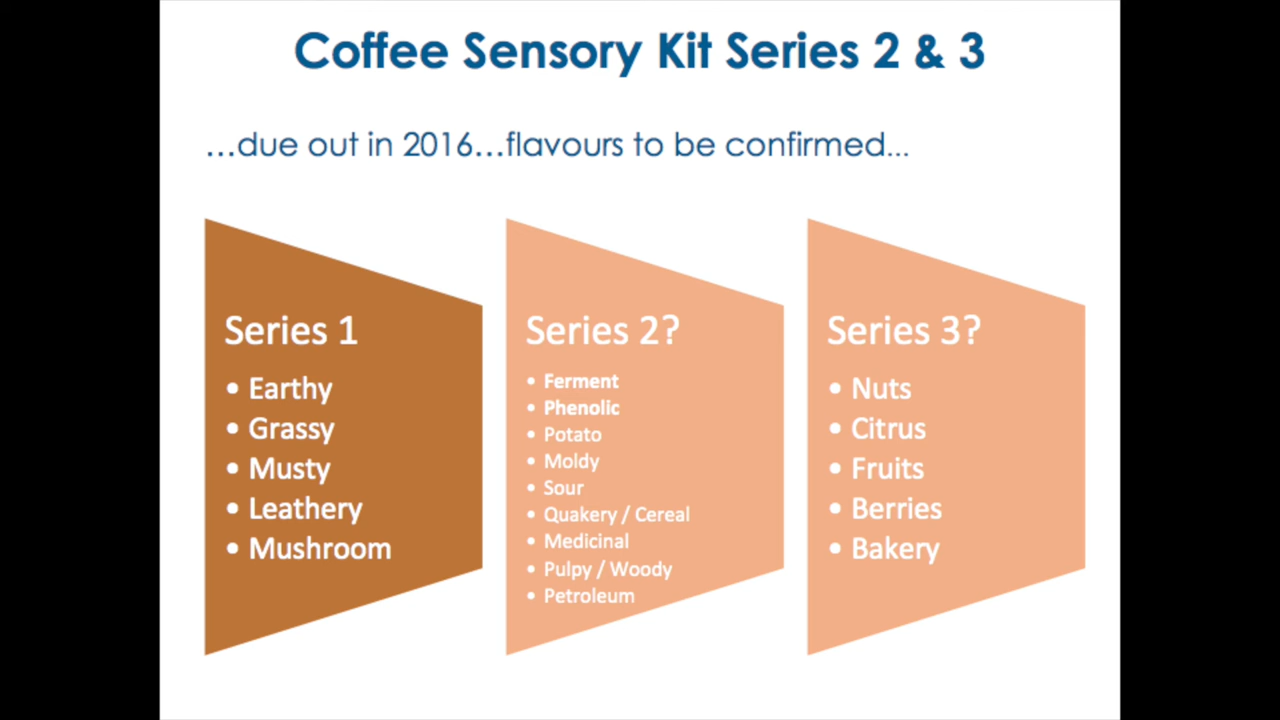 Coffee Sensory Kit Series 2 & 3
…due out in 2016…flavours to be confirmed...
Series 1
• Earthy
• Grassy
• Musty
• Leathery
• Mushroom
Series 2?
• Ferment
• Phenolic
• Potato
• Moldy
• Sour
• Quakery / Cereal
• Medicinal
• Pulpy / Woody
• Petroleum
Series 3?
• Nuts
• Citrus
• Fruits
• Berries
• Bakery